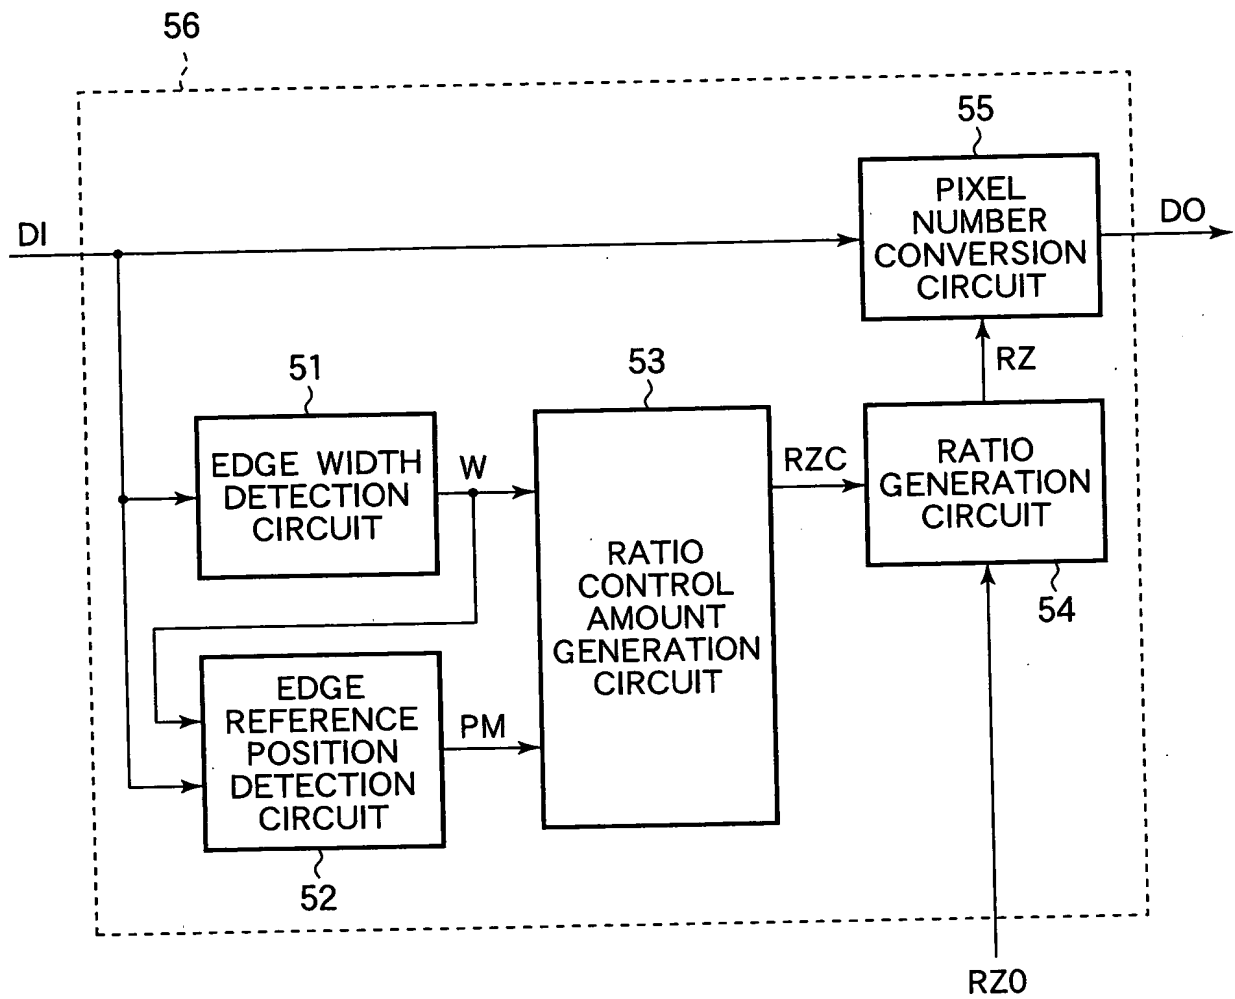 56
55
PIXEL
NUMBER
CONVERSION
CIRCUIT
DI
DO
RZ
51
EDGE WIDTH
DETECTION
CIRCUIT
W
53
RATIO
CONTROL
AMOUNT
GENERATION
CIRCUIT
RZC
RATIO
GENERATION
CIRCUIT
54
EDGE
REFERENCE
POSITION
DETECTION
CIRCUIT
PM
52
RZ0